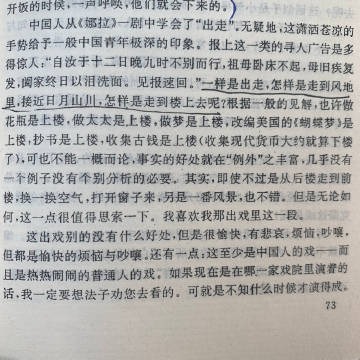 开饭的时候，一声呼唤，他们就会下来的。
中国人从《娜拉》一剧中学会了“出走”。无疑地，这潇洒苍凉的
手势给予一般中国青年极深的印象。报上这一类的寻人广告是多
得惊人：“自汝于十二日晚九时不别而行，祖母卧床不起，母旧疾复
发，阖家终日以泪洗面。见报速回。”一样是出走，怎样是走到风地
里，接近日月山川，怎样是走到楼上去呢？根据一般的见解，也许做
花瓶是上楼，做太太是上楼，做梦是上楼，改编美国的《蝴蝶梦》是
上楼，抄书是上楼，收集古钱是上楼（收集现代货币大约就算下楼
了），可也不能一概而论，事实的好处就在“例外”之丰富，几乎没有
一个例子没有个别分析的必要。其实，即使不过是从后楼走到前
楼，换一换空气，打开窗子来，另是一番风景，也不错。但是无论如
何，这一点很值得思索一下。我喜欢我那出戏里这一段。
这出戏别的没有什么好处，但是很愉快，有悲哀，烦恼，吵嚷，
但都是愉快的烦恼与吵嚷。还有一点：这至少是中国人的戏——而
且是热热闹闹的普通人的戏。如果现在是在哪一家戏院里演着的
话，我一定要想法子劝您去看的。可就是不知什么时候才演得成。
73